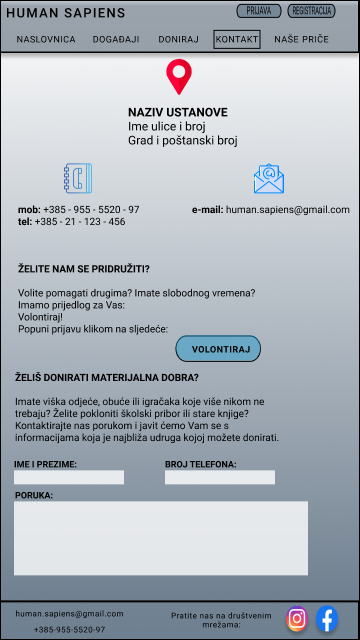 HUMAN SAPIENS
PRIJAVA
REGISTRACIJA
NASLOVNICA
DOGAĐAJI
DONIRAJ
KONTAKT
NAŠE PRIČE
NAZIV USTANOVE
Ime ulice i broj
Grad i poštanski broj
mob: +385 - 955 - 5520 - 97
tel: +385 - 21 - 123 - 456
e-mail: human.sapiens@gmail.com
ŽELITE NAM SE PRIDRUŽITI?
Volite pomagati drugima? Imate slobodnog vremena?
Imamo prijedlog za Vas:
Volontiraj!
Popuni prijavu klikom na sljedeće:
VOLONTIRAJ
ŽELIŠ DONIRATI MATERIJALNA DOBRA?
Imate viška odjeće, obuće ili igračaka koje više nikom ne
trebaju? Želite pokloniti školski pribor ili stare knjige?
Kontaktirajte nas porukom i javit ćemo Vam se s
informacijama koja je najbliža udruga kojoj možete donirati.
IME I PREZIME:
BROJ TELEFONA:
PORUKA:
human.sapiens@gmail.com
+385-955-5520-97
Pratite nas na društvenim
mrežama: